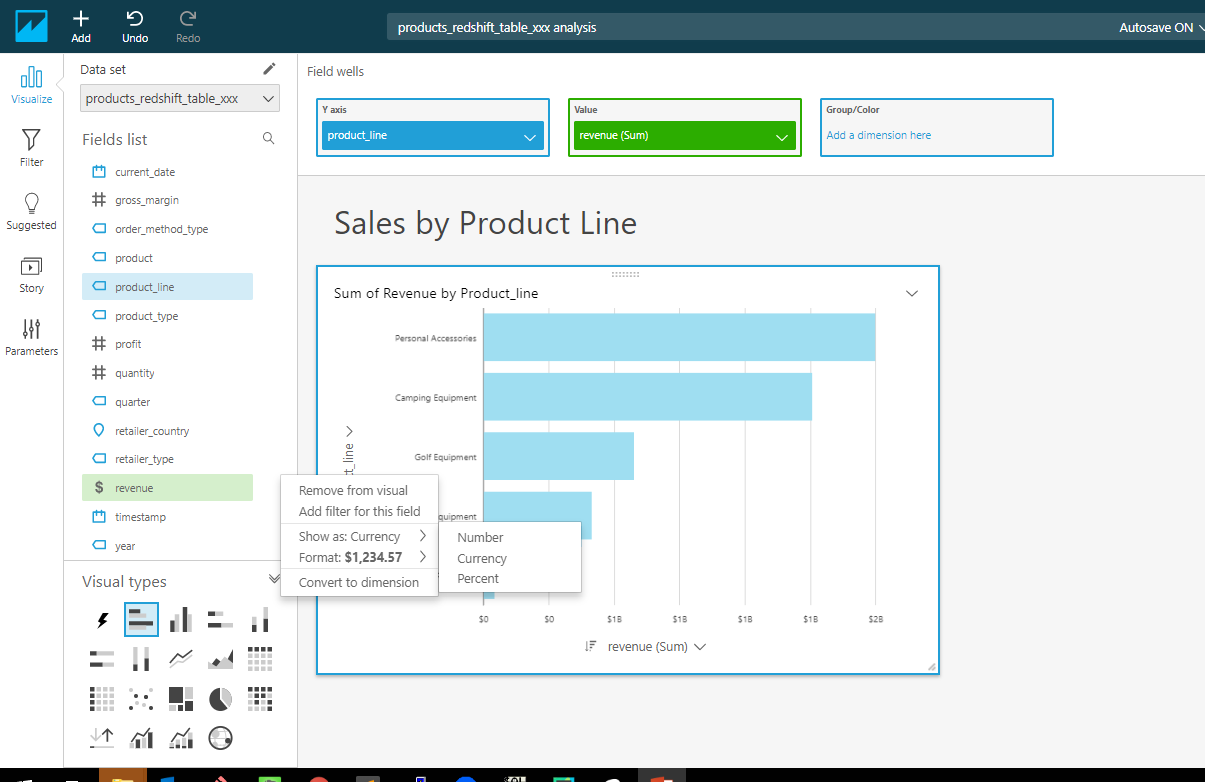 Add
Undo
Redo
products_redshift_table_xxx analysis
Autosave ON
Visualize
Filter
Suggested
Story
Parameters
Data set
products_redshift_table_xxx
Fields list
current_date
gross_margin
order_method_type
product
product_line
product_type
profit
quantity
quarter
retailer_country
retailer_type
$ revenue
timestamp
year
Visual types
Field wells
Y axis
product_line
Value
revenue (Sum)
Group/Color
Add a dimension here
Sales by Product Line
Sum of Revenue by Product_line
Personal Accessories
Camping Equipment
Golf Equipment
quipment
ct_line
Remove from visual
Add filter for this field
Show as: Currency
Format: $1,234.57
Convert to dimension
Number
Currency
Percent
$0 $0 $1B $1B $1B $1B $2B
revenue (Sum)